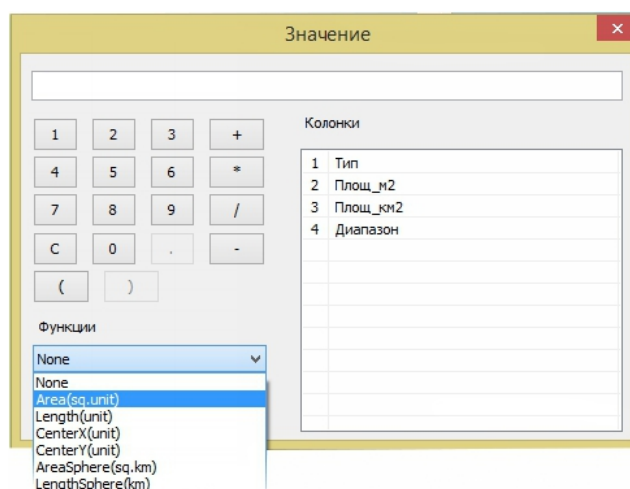 Значение
1 2 3 +
4 5 6 *
7 8 9 /
C 0 . -
( )
Колонки
1 Тип
2 Площ_м2
3 Площ_км2
4 Диапазон
Функции
None
None
Area(sq.unit)
Length(unit)
CenterX(unit)
CenterY(unit)
AreaSphere(sq.km)
LengthSphere(km)